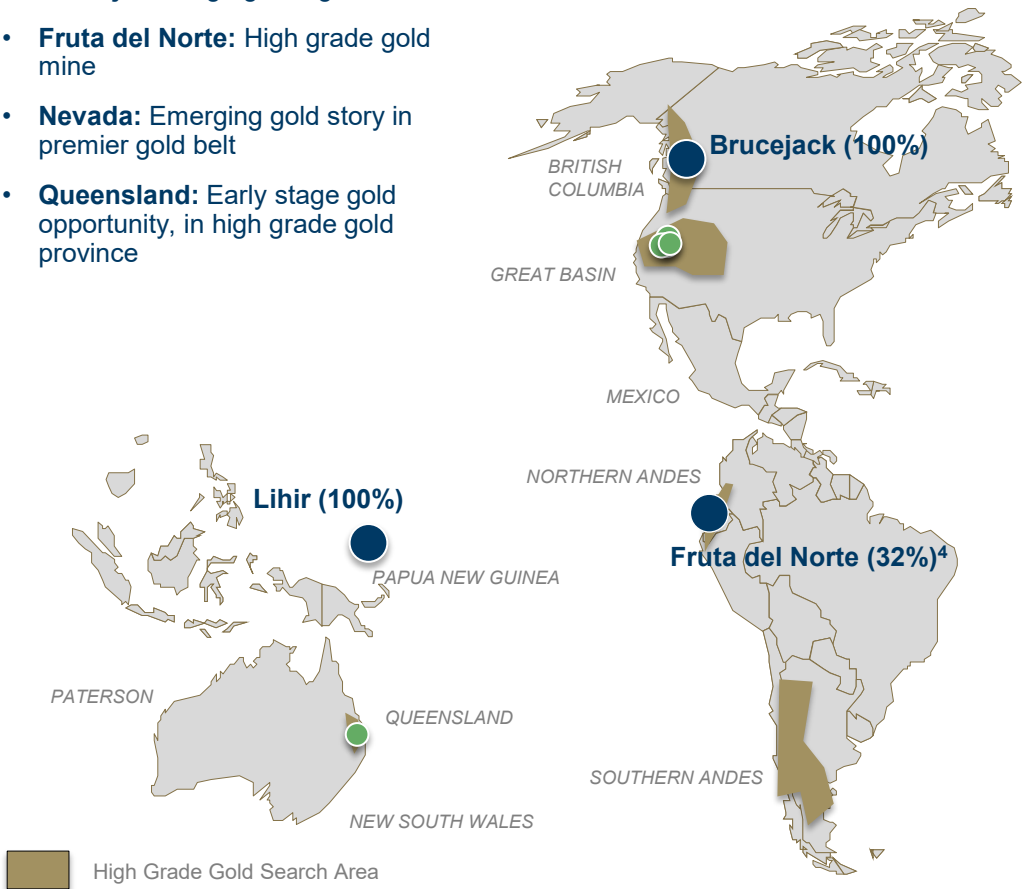 • Fruta del Norte: High grade gold
mine
• Nevada: Emerging gold story in
premier gold belt
• Queensland: Early stage gold
opportunity, in high grade gold
province
Brucejack (100%)
BRITISH
COLUMBIA
GREAT BASIN
MEXICO
NORTHERN ANDES
Lihir (100%)
Fruta del Norte (32%)⁴
PAPUA NEW GUINEA
PATERSON
QUEENSLAND
SOUTHERN ANDES
NEW SOUTH WALES
High Grade Gold Search Area